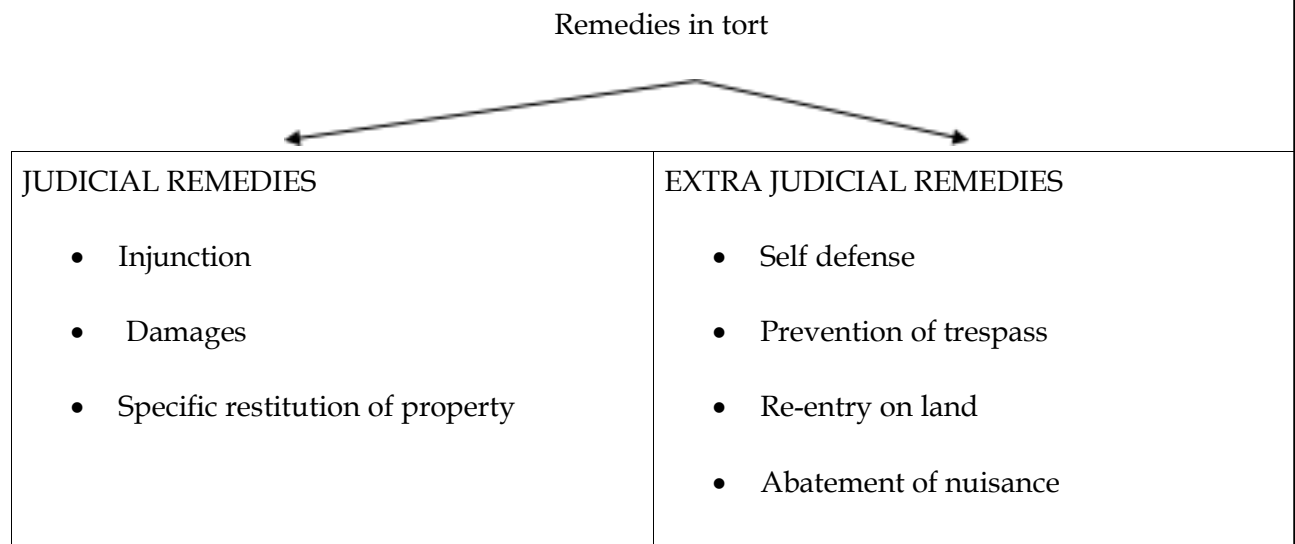 Remedies in tort
JUDICIAL REMEDIES
• Injunction
• Damages
• Specific restitution of property
EXTRA JUDICIAL REMEDIES
• Self defense
• Prevention of trespass
• Re-entry on land
• Abatement of nuisance